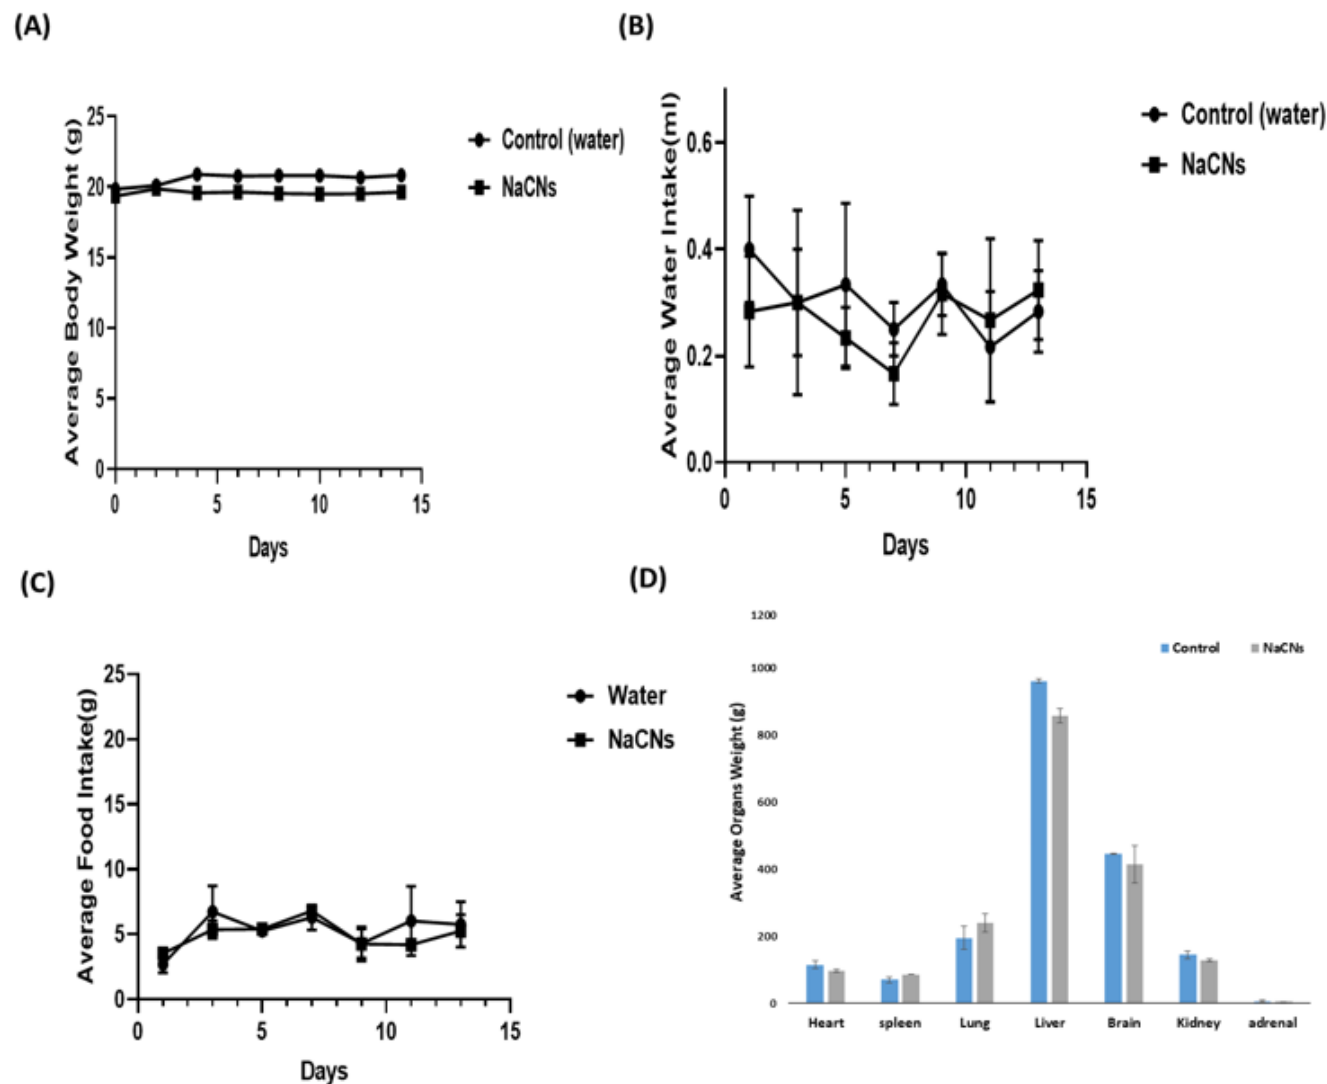 (A)
Average Body Weight (g)
25
20
15
10
5
0
0 5 10 15
Days
Control (water)
NaCNs
(B)
Average Water Intake(ml)
0.6
0.4
0.2
0.0
0 5 10 15
Days
Control (water)
NaCNs
(C)
Average Food Intake(g)
25
20
15
10
5
0
0 5 10 15
Days
Water
NaCNs
(D)
Average Organs Weight (g)
1200
1000
800
600
400
200
0
Control NaCNs
Heart spleen Lung Liver Brain Kidney adrenal